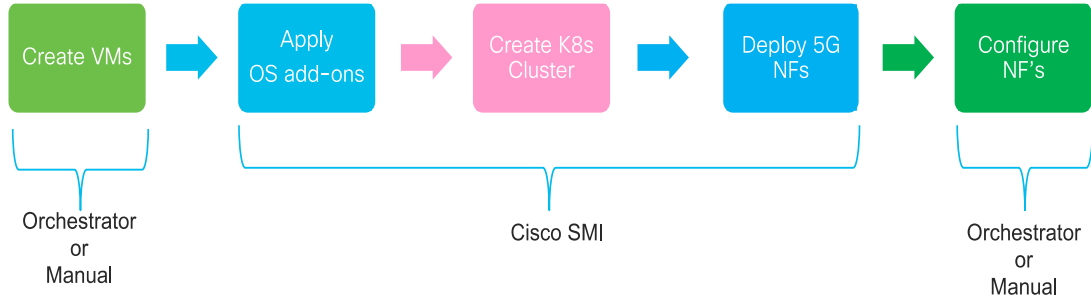 Create VMs
Apply
OS add-ons
Create K8s
Cluster
Deploy 5G
NFs
Configure
NF's
Orchestrator
or
Manual
Cisco SMI
Orchestrator
or
Manual